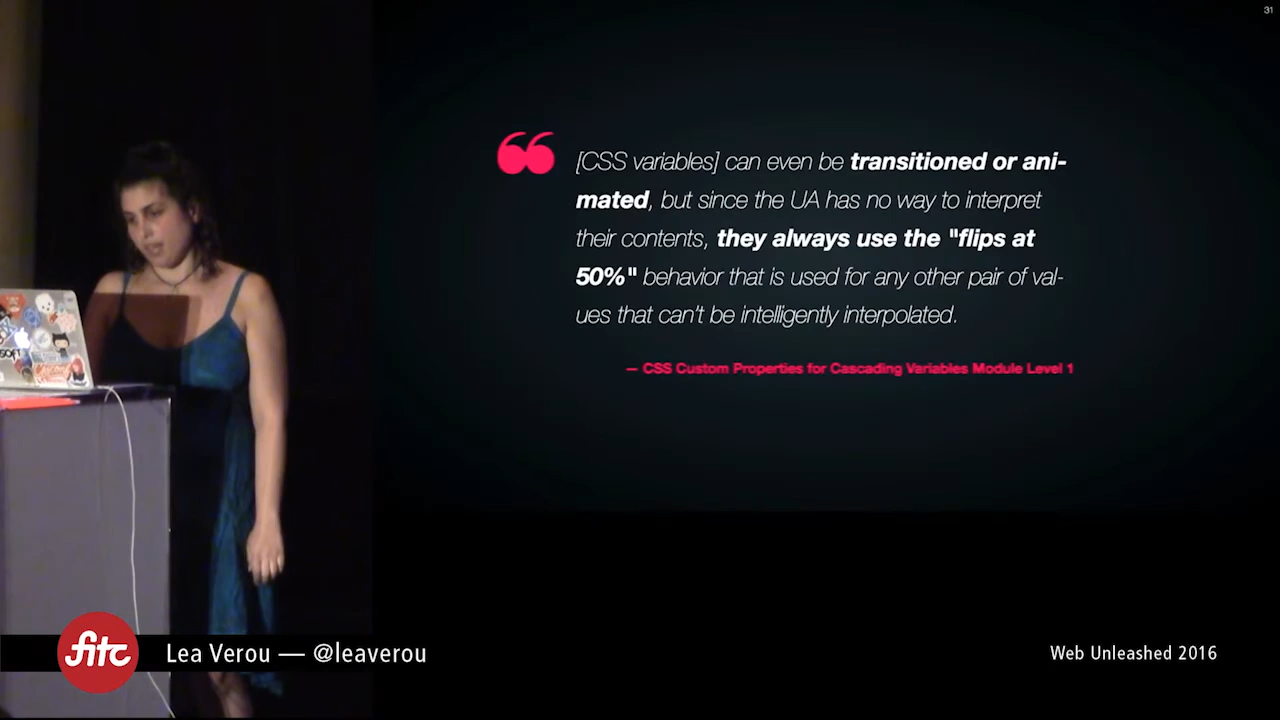 31
[CSS variables] can even be transitioned or ani-
mated, but since the UA has no way to interpret
their contents, they always use the "flips at
50%" behavior that is used for any other pair of val-
ues that can't be intelligently interpolated.
— CSS Custom Properties for Cascading Variables Module Level 1
fitc
Lea Verou — @leaverou
Web Unleashed 2016